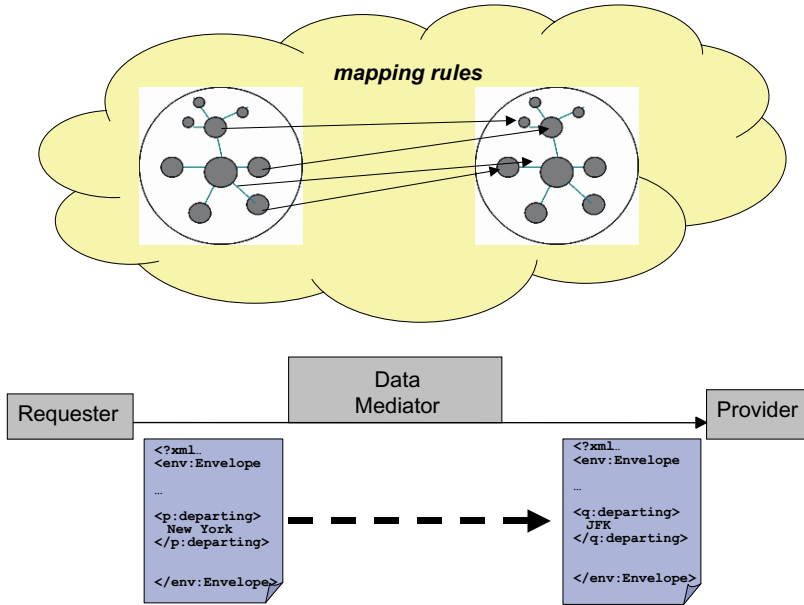 mapping rules
Data
Mediator
Requester
Provider
<?xml…
<env:Envelope
…
<p:departing>
New York
</p:departing>
</env:Envelope>
<?xml…
<env:Envelope
…
<q:departing>
JFK
</q:departing>
</env:Envelope>